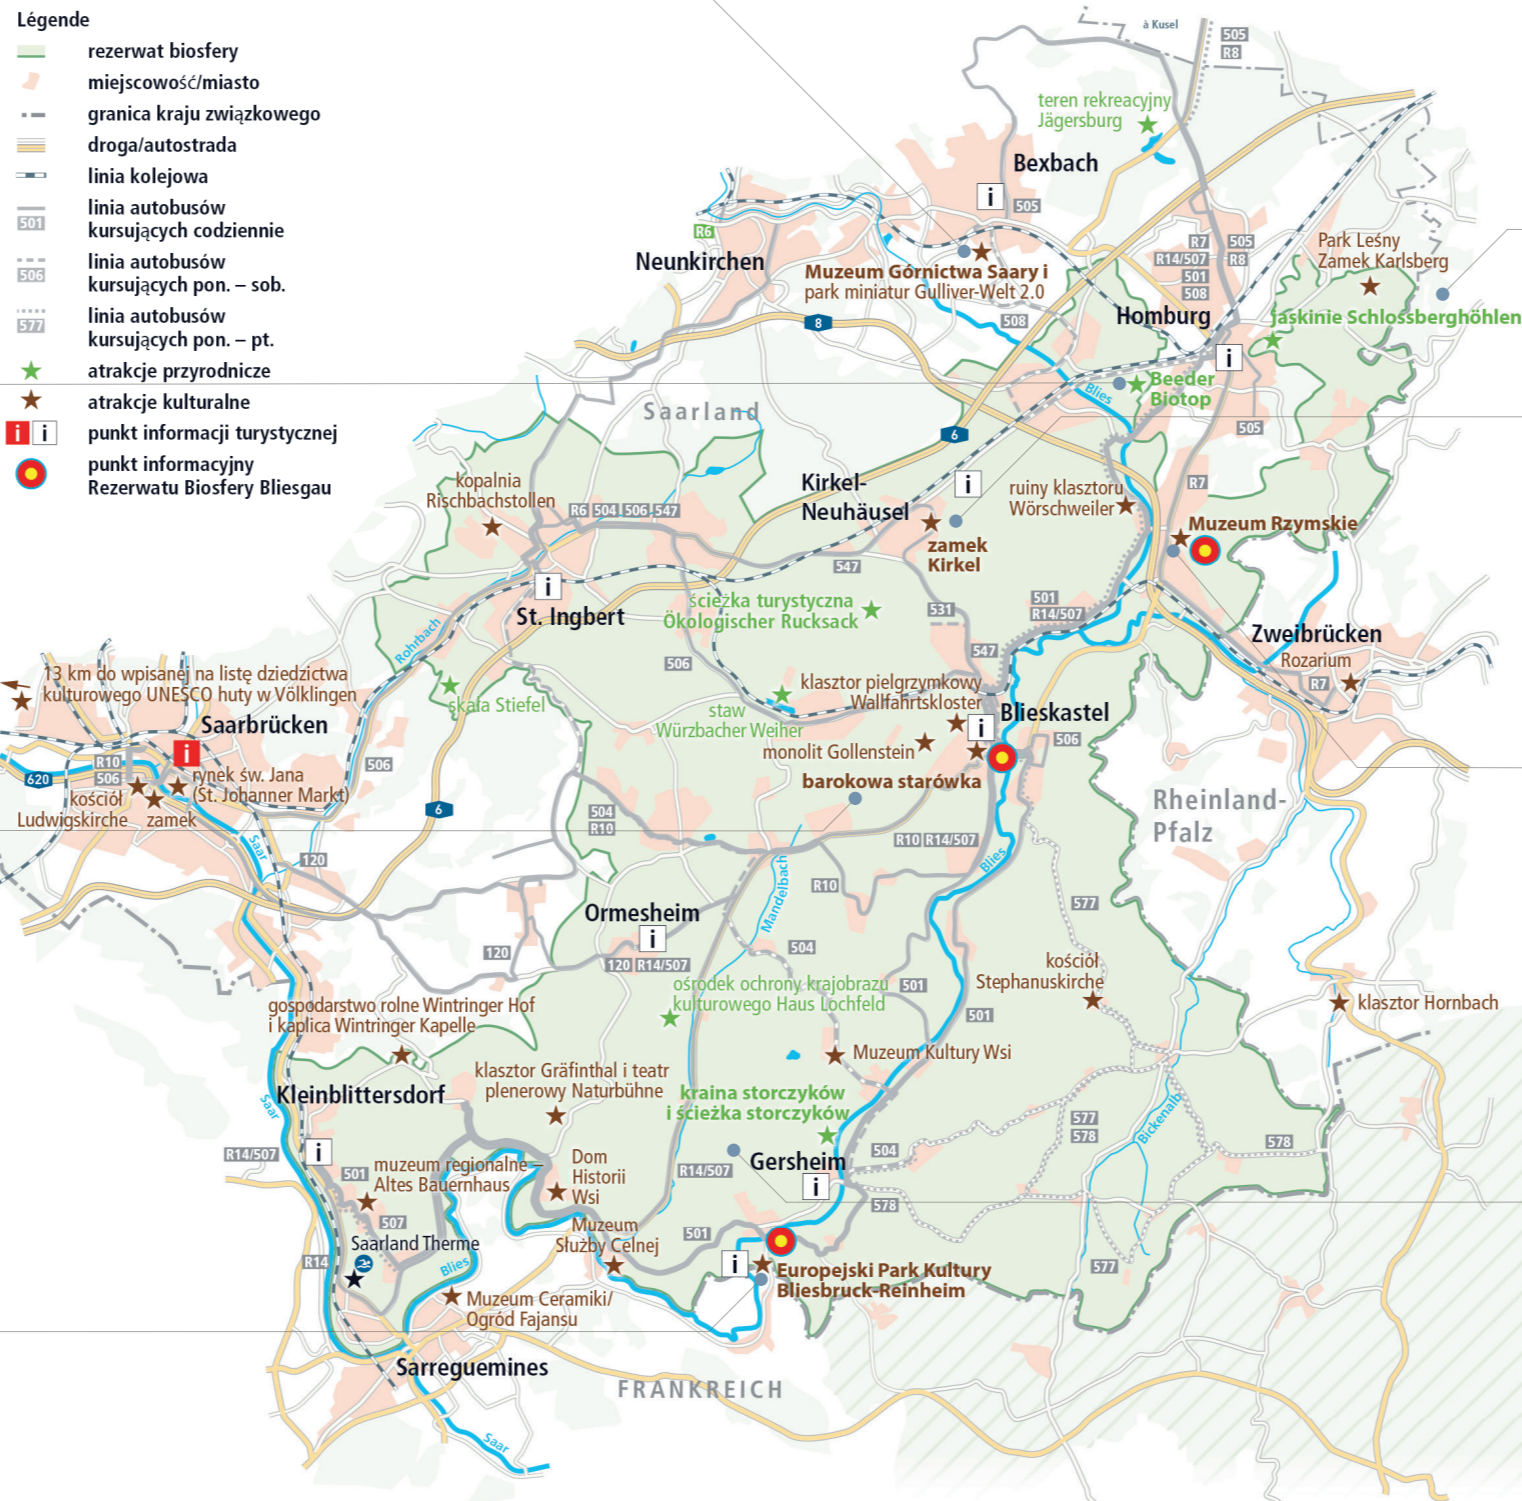 Légende
rezerwat biosfery
miejscowość/miasto
granica kraju związkowego
droga/autostrada
linia kolejowa
linia autobusów
501
kursujących codziennie
linia autobusów
506
kursujących pon. – sob.
linia autobusów
577
kursujących pon. – pt.
atrakcje przyrodnicze
atrakcje kulturalne
i i punkt informacji turystycznej
punkt informacyjny
Rezerwatu Biosfery Bliesgau
à Kusel
505
R8
teren rekreacyjny
Jägersburg
Bexbach
i
505
R6
Neunkirchen
Muzeum Górnictwa Saary i
park miniatur Gulliver-Welt 2.0
8
508
R7 505
R14/507 R8
501
508
Homburg
i
Park Leśny
Zamek Karlsberg
jaskinie Schlossberghöhlen
Beeder
Biotop
Blies
505
Saarland
6
kopalnia
Rischbachstollen
R6 504 506 547
Kirkel-
Neuhäusel
i
zamek
Kirkel
ruiny klasztoru
Wörschweiler
R7
Muzeum Rzymskie
547
i
St. Ingbert
ścieżka turystyczna
Ökologischer Rucksack
531
501
R14/507
Rohrbach
506
547
Zweibrücken
Rozarium
R7
13 km do wpisanej na listę dziedzictwa
kulturowego UNESCO huty w Völklingen
skała Stiefel
staw
Würzbacher Weiher
klasztor pielgrzymkowy
Wallfahrtskloster
i
Blieskastel
506
monolit Gollenstein
barokowa starówka
Saarbrücken
i
R10
506
620
rynek św. Jana
(St. Johanner Markt)
kościół
Ludwigskirche
zamek
506
6
Saar
120
504
R10
R10 R14/507
Blies
Rheinland-
Pfalz
Mandelbach
R10
577
Ormesheim
i
120
120 R14/507
504
ośrodek ochrony krajobrazu
kulturowego Haus Lochfeld
501
501
kościół
Stephanuskirche
klasztor Hornbach
gospodarstwo rolne Wintringer Hof
i kaplica Wintringer Kapelle
Muzeum Kultury Wsi
Kleinblittersdorf
Saar
klasztor Gräfinthal i teatr
plenerowy Naturbühne
kraina storczyków
i ścieżka storczyków
577
578
Bickenalb
578
R14/507
i
501
muzeum regionalne –
Altes Bauernhaus
Dom
Historii
Wsi
R14/507
Gersheim
i
504
578
507
Saarland Therme
R14
Blies
Muzeum
Służby Celnej
501
i
Europejski Park Kultury
Bliesbruck-Reinheim
577
Muzeum Ceramiki/
Ogród Fajansu
Sarreguemines
FRANKREICH
Saar